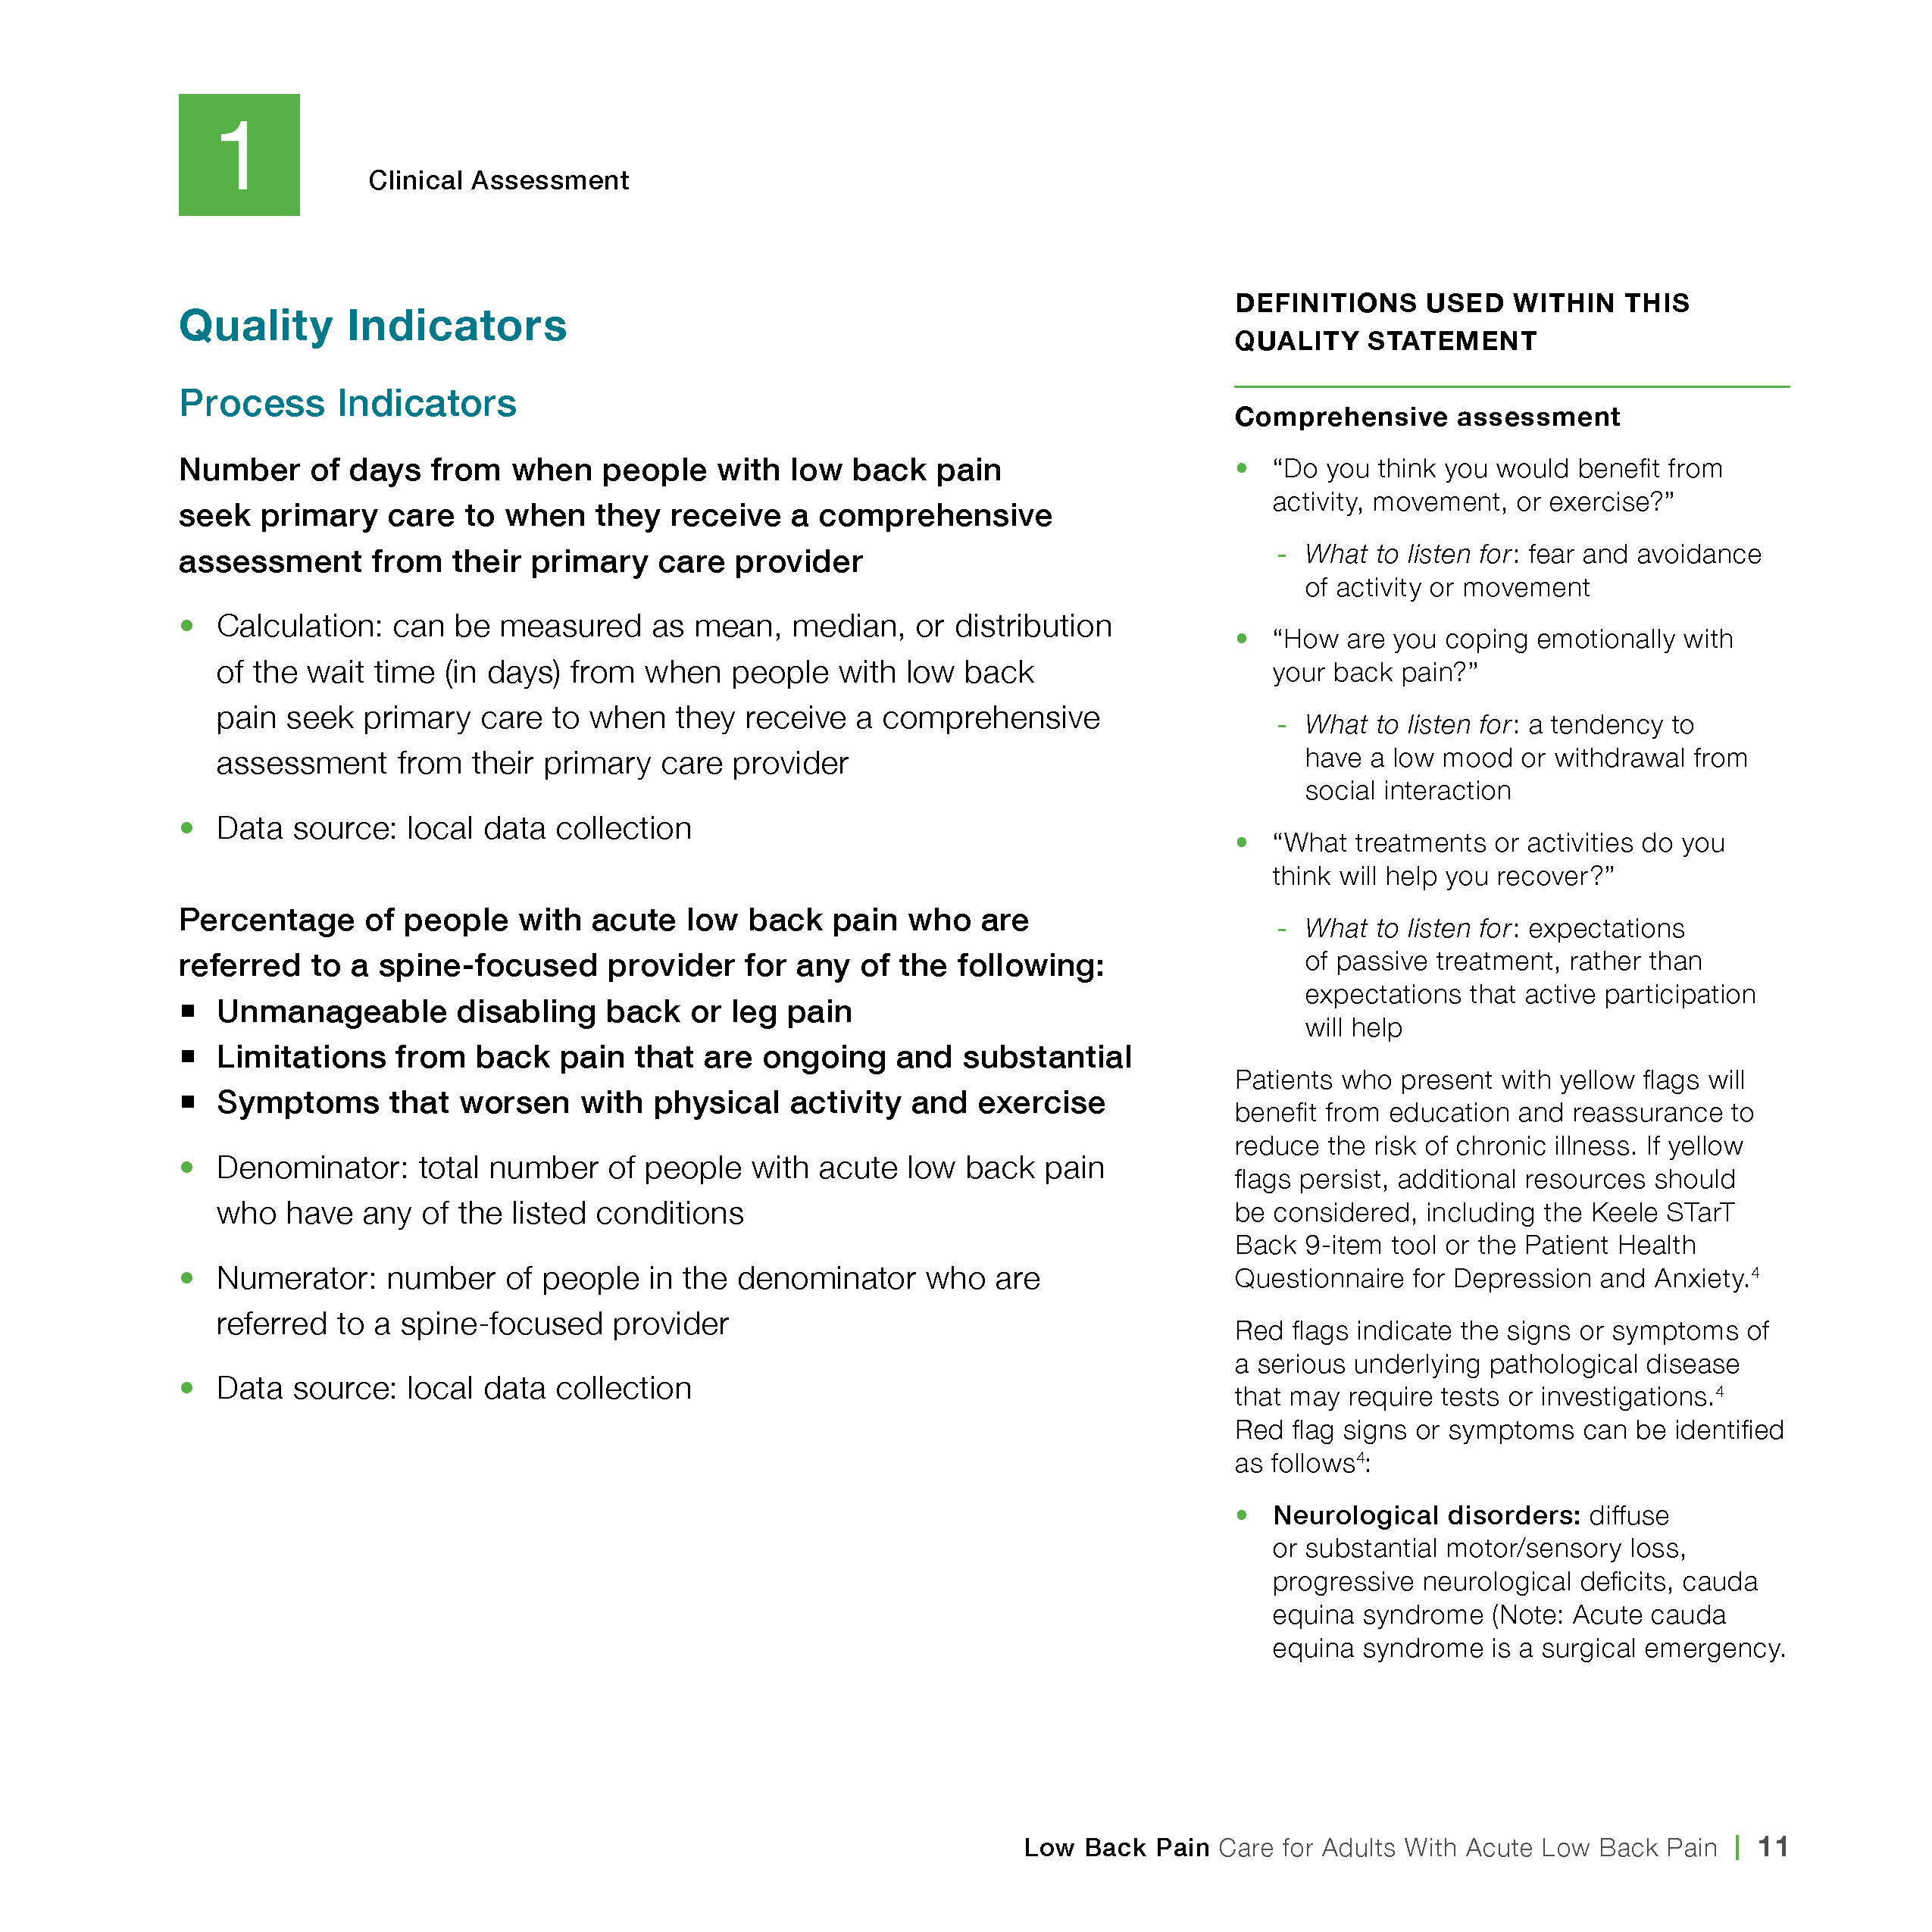 1
Clinical Assessment
Quality Indicators
Process Indicators
Number of days from when people with low back pain
seek primary care to when they receive a comprehensive
assessment from their primary care provider
• Calculation: can be measured as mean, median, or distribution
of the wait time (in days) from when people with low back
pain seek primary care to when they receive a comprehensive
assessment from their primary care provider
• Data source: local data collection
Percentage of people with acute low back pain who are
referred to a spine-focused provider for any of the following:
▪ Unmanageable disabling back or leg pain
▪ Limitations from back pain that are ongoing and substantial
▪ Symptoms that worsen with physical activity and exercise
• Denominator: total number of people with acute low back pain
who have any of the listed conditions
• Numerator: number of people in the denominator who are
referred to a spine-focused provider
• Data source: local data collection
DEFINITIONS USED WITHIN THIS
QUALITY STATEMENT
Comprehensive assessment
• “Do you think you would benefit from
activity, movement, or exercise?”
- What to listen for: fear and avoidance
of activity or movement
• “How are you coping emotionally with
your back pain?”
- What to listen for: a tendency to
have a low mood or withdrawal from
social interaction
• “What treatments or activities do you
think will help you recover?”
- What to listen for: expectations
of passive treatment, rather than
expectations that active participation
will help
Patients who present with yellow flags will
benefit from education and reassurance to
reduce the risk of chronic illness. If yellow
flags persist, additional resources should
be considered, including the Keele STarT
Back 9-item tool or the Patient Health
Questionnaire for Depression and Anxiety.⁴
Red flags indicate the signs or symptoms of
a serious underlying pathological disease
that may require tests or investigations.⁴
Red flag signs or symptoms can be identified
as follows⁴:
• Neurological disorders: diffuse
or substantial motor/sensory loss,
progressive neurological deficits, cauda
equina syndrome (Note: Acute cauda
equina syndrome is a surgical emergency.
Low Back Pain Care for Adults With Acute Low Back Pain | 11